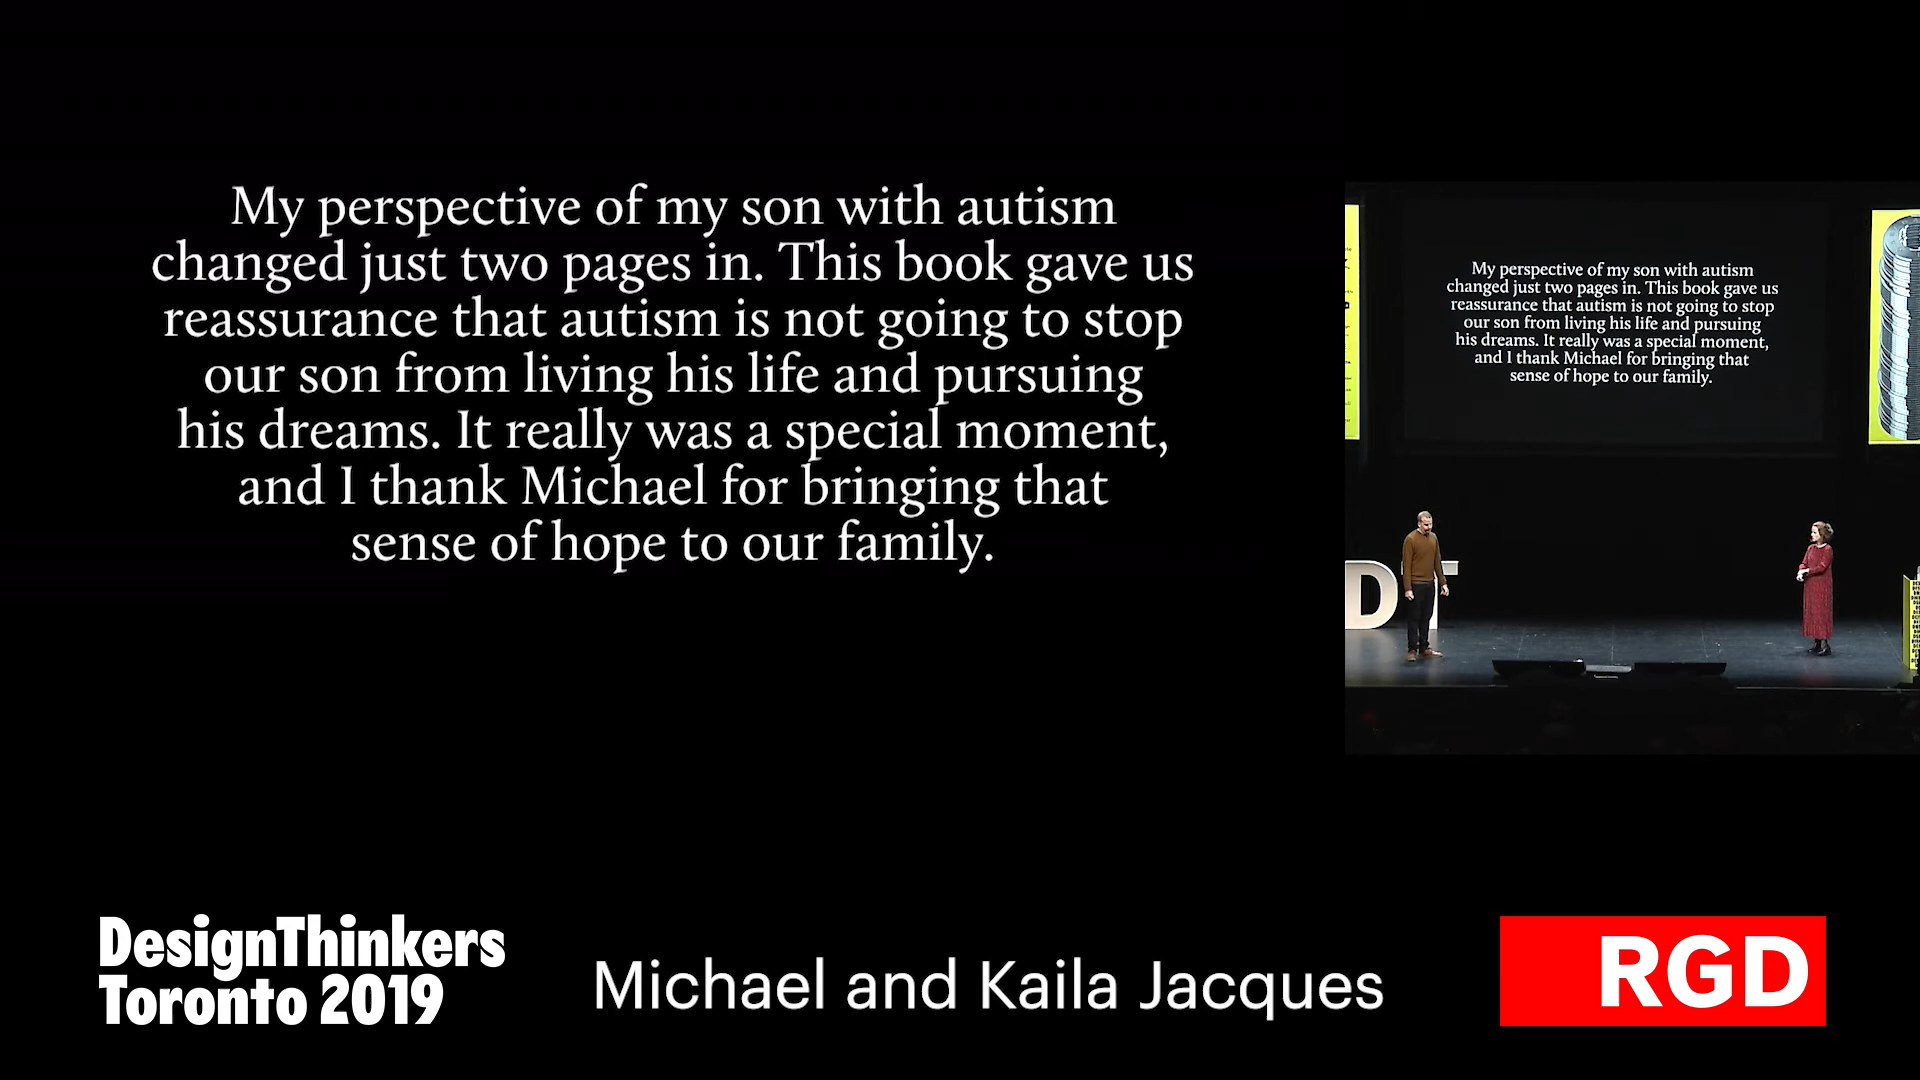 My perspective of my son with autism
changed just two pages in. This book gave us
reassurance that autism is not going to stop
our son from living his life and pursuing
his dreams. It really was a special moment,
and I thank Michael for bringing that
sense of hope to our family.
My perspective of my son with autism
changed just two pages in. This book gave us
reassurance that autism is not going to stop
our son from living his life and pursuing
his dreams. It really was a special moment,
and I thank Michael for bringing that
sense of hope to our family.
DT
DesignThinkers
Toronto 2019
Michael and Kaila Jacques
RGD